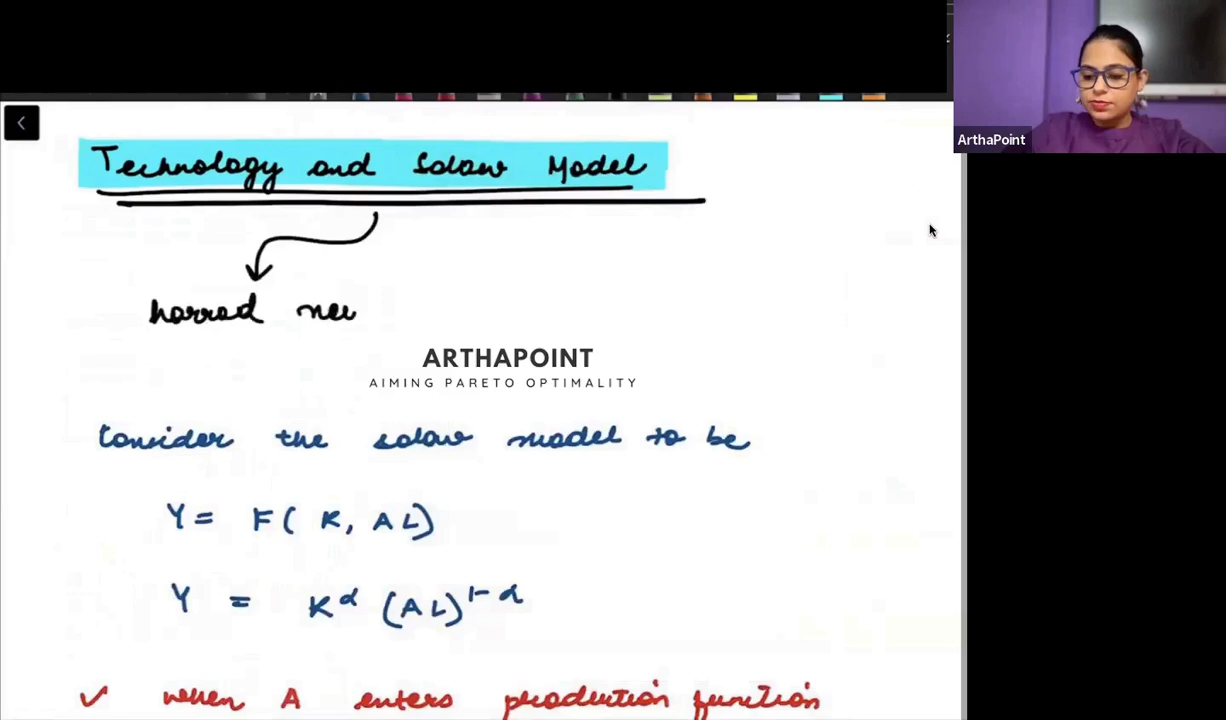 ArthaPoint
Technology and Solow Model
harrod neu
ARTHAPOINT
AIMING PARETO OPTIMALITY
Consider the solow model to be
Y = F( K, AL)
Y = K^α (AL)^1-α
✓ when A enters production function